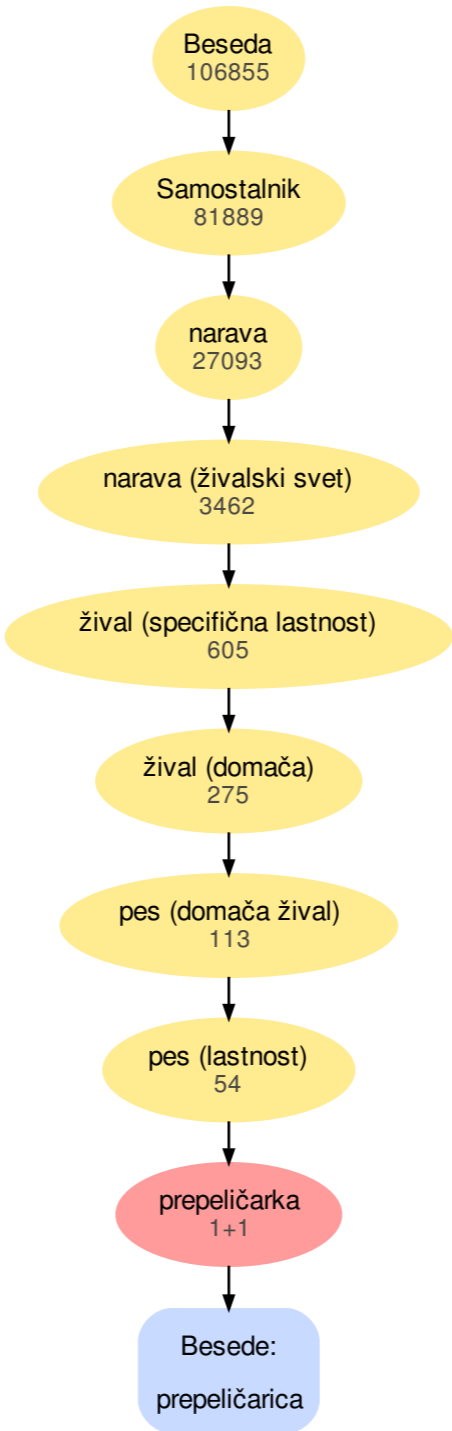 Beseda
106855
Samostalnik
81889
narava
27093
narava (živalski svet)
3462
žival (specifična lastnost)
605
žival (domača)
275
pes (domača žival)
113
pes (lastnost)
54
prepeličarka
1+1
Besede:
prepeličarica